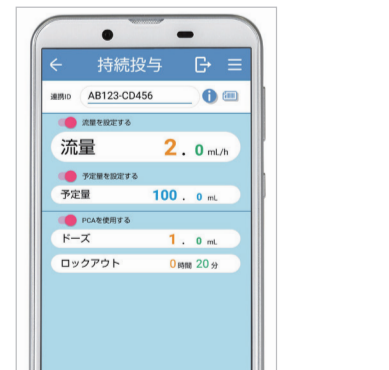 持続投与
連携ID AB123-CD456
流量を設定する
流量 2.0 mL/h
予定量を設定する
予定量 100.0 mL
PCAを使用する
ドーズ 1.0 mL
ロックアウト 0時間 20分